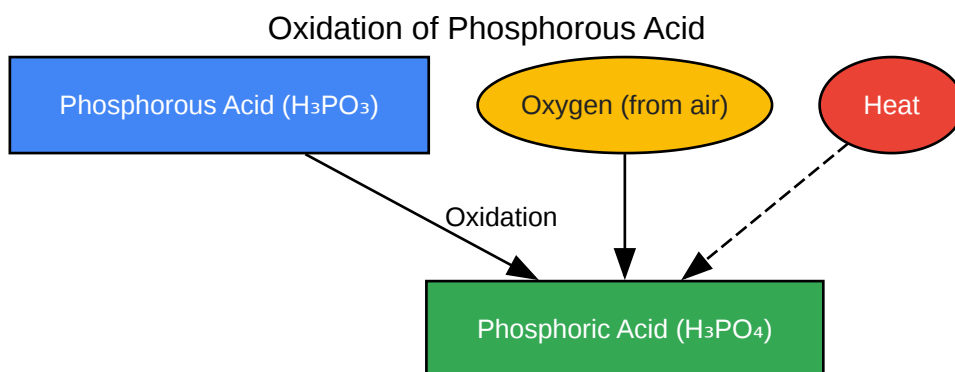 Oxidation of Phosphorous Acid
Phosphorous Acid (H₃PO₃)
Oxygen (from air)
Heat
Oxidation
Phosphoric Acid (H₃PO₄)